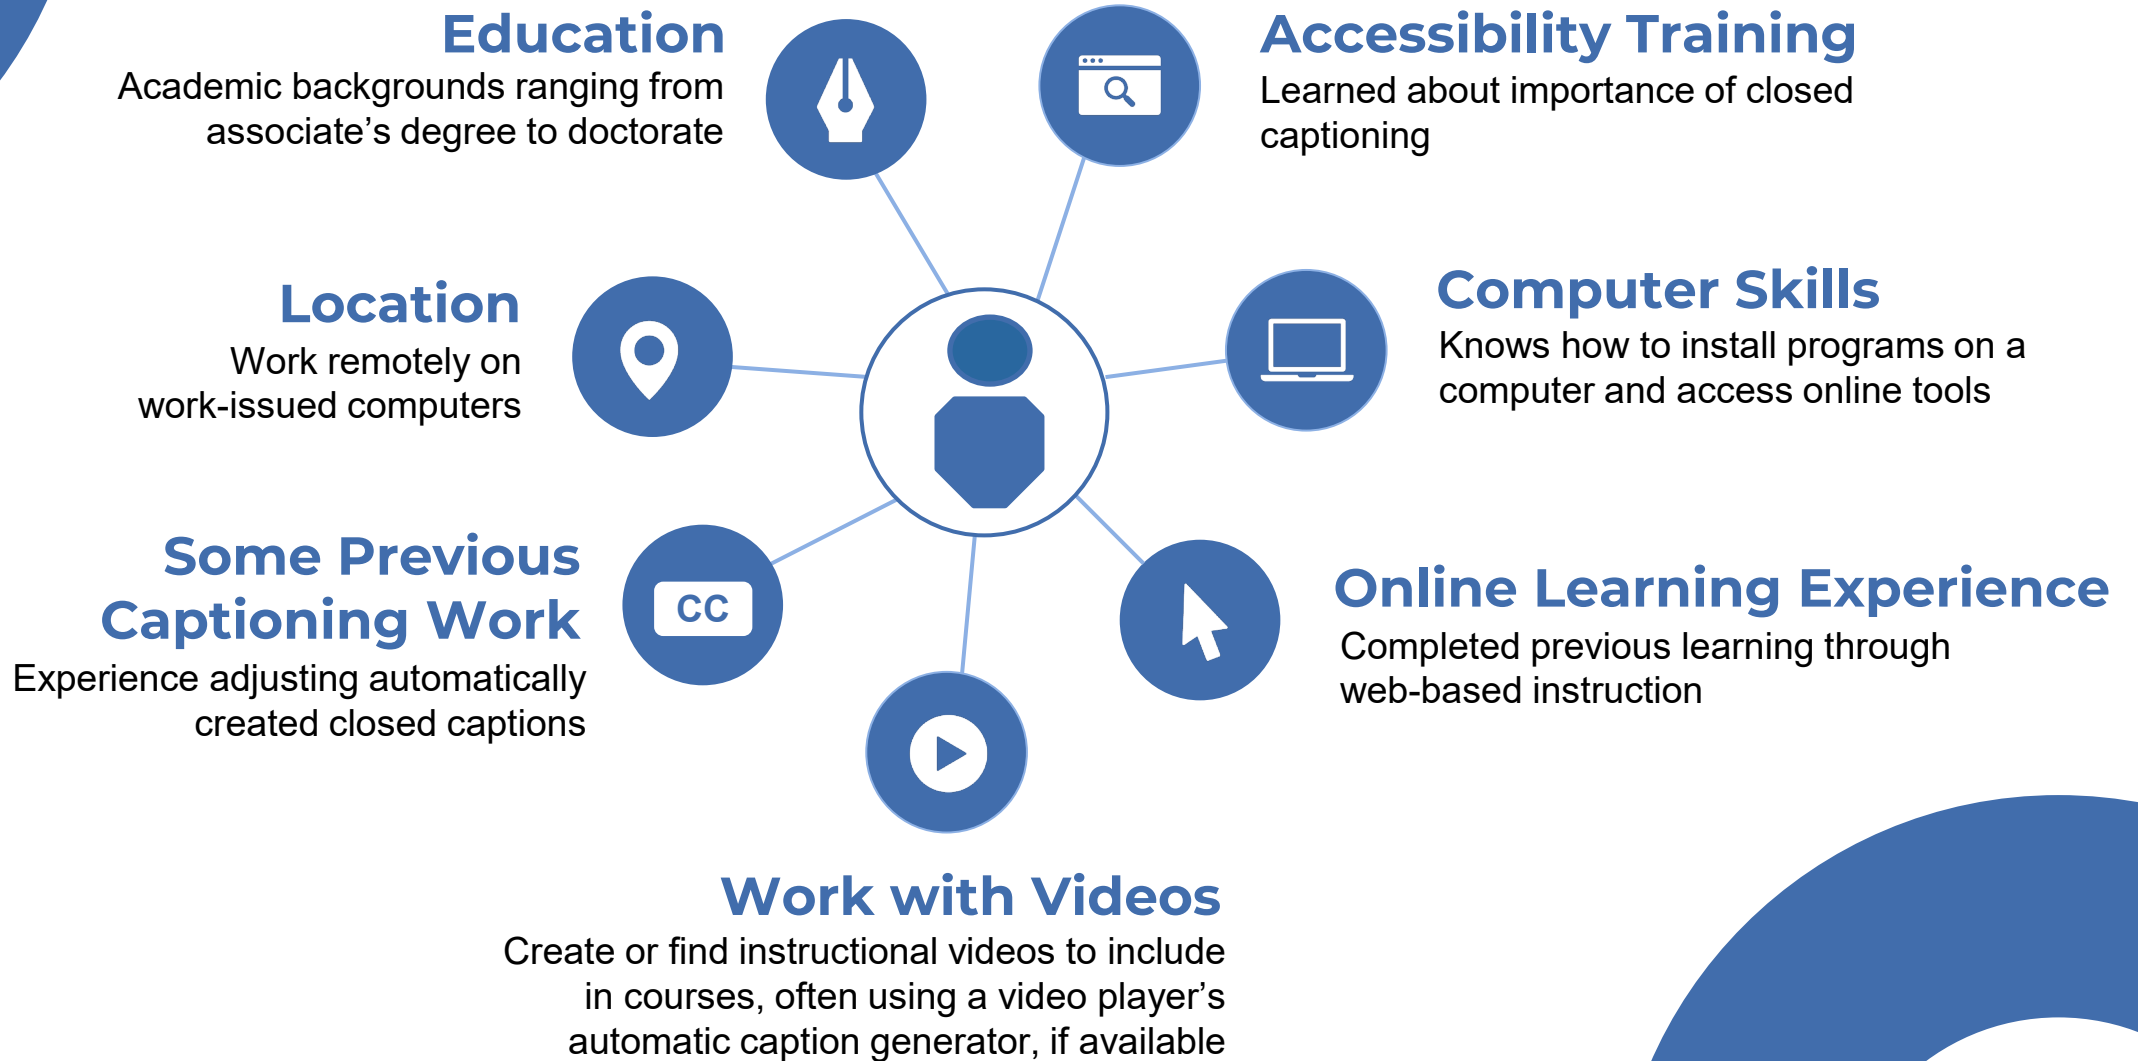 Education
Academic backgrounds ranging from
associate’s degree to doctorate
Accessibility Training
Learned about importance of closed
captioning
Location
Work remotely on
work-issued computers
Computer Skills
Knows how to install programs on a
computer and access online tools
Some Previous
Captioning Work
Experience adjusting automatically
created closed captions
CC
Online Learning Experience
Completed previous learning through
web-based instruction
Work with Videos
Create or find instructional videos to include
in courses, often using a video player’s
automatic caption generator, if available